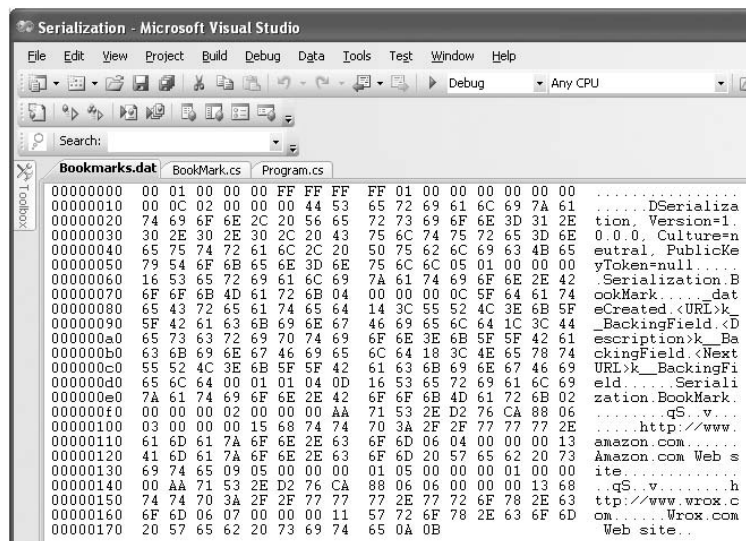 Serialization - Microsoft Visual Studio
File Edit View Project Build Debug Data Tools Test Window Help
Debug Any CPU
Search:
Bookmarks.dat BookMark.cs Program.cs
Toolbox
00000000 00 01 00 00 00 FF FF FF FF 01 00 00 00 00 00 00 ................
00000010 00 0C 02 00 00 00 44 53 65 72 69 61 6C 69 7A 61 ......DSerializa
00000020 74 69 6F 6E 2C 20 56 65 72 73 69 6F 6E 3D 31 2E tion, Version=1.
00000030 30 2E 30 2E 30 2C 20 43 75 6C 74 75 72 65 3D 6E 0.0.0, Culture=n
00000040 65 75 74 72 61 6C 2C 20 50 75 62 6C 69 63 4B 65 eutral, PublicKe
00000050 79 54 6F 6B 65 6E 3D 6E 75 6C 6C 05 01 00 00 00 yToken=null.....
00000060 16 53 65 72 69 61 6C 69 7A 61 74 69 6F 6E 2E 42 .Serialization.B
00000070 6F 6F 6B 4D 61 72 6B 04 00 00 00 0C 5F 64 61 74 ookMark....._dat
00000080 65 43 72 65 61 74 65 64 14 3C 55 52 4C 3E 6B 5F eCreated.<URL>k_
00000090 5F 42 61 63 6B 69 6E 67 46 69 65 6C 64 1C 3C 44 _BackingField.<D
000000a0 65 73 63 72 69 70 74 69 6F 6E 3E 6B 5F 5F 42 61 escription>k__Ba
000000b0 63 6B 69 6E 67 46 69 65 6C 64 18 3C 4E 65 78 74 ckingField.<Next
000000c0 55 52 4C 3E 6B 5F 5F 42 61 63 6B 69 6E 67 46 69 URL>k__BackingFi
000000d0 65 6C 64 00 01 01 04 0D 16 53 65 72 69 61 6C 69 eld......Seriali
000000e0 7A 61 74 69 6F 6E 2E 42 6F 6F 6B 4D 61 72 6B 02 zation.BookMark.
000000f0 00 00 00 02 00 00 00 AA 71 53 2E D2 76 CA 88 06 ........qS..v...
00000100 03 00 00 00 15 68 74 74 70 3A 2F 2F 77 77 77 2E .....http://www.
00000110 61 6D 61 7A 6F 6E 2E 63 6F 6D 06 04 00 00 00 13 amazon.com......
00000120 41 6D 61 7A 6F 6E 2E 63 6F 6D 20 57 65 62 20 73 Amazon.com Web s
00000130 69 74 65 09 05 00 00 00 01 05 00 00 00 01 00 00 ite.............
00000140 00 AA 71 53 2E D2 76 CA 88 06 06 00 00 00 13 68 ..qS..v........h
00000150 74 74 70 3A 2F 2F 77 77 77 2E 77 72 6F 78 2E 63 ttp://www.wrox.c
00000160 6F 6D 06 07 00 00 00 11 57 72 6F 78 2E 63 6F 6D om......Wrox.com
00000170 20 57 65 62 20 73 69 74 65 0A 0B Web site..